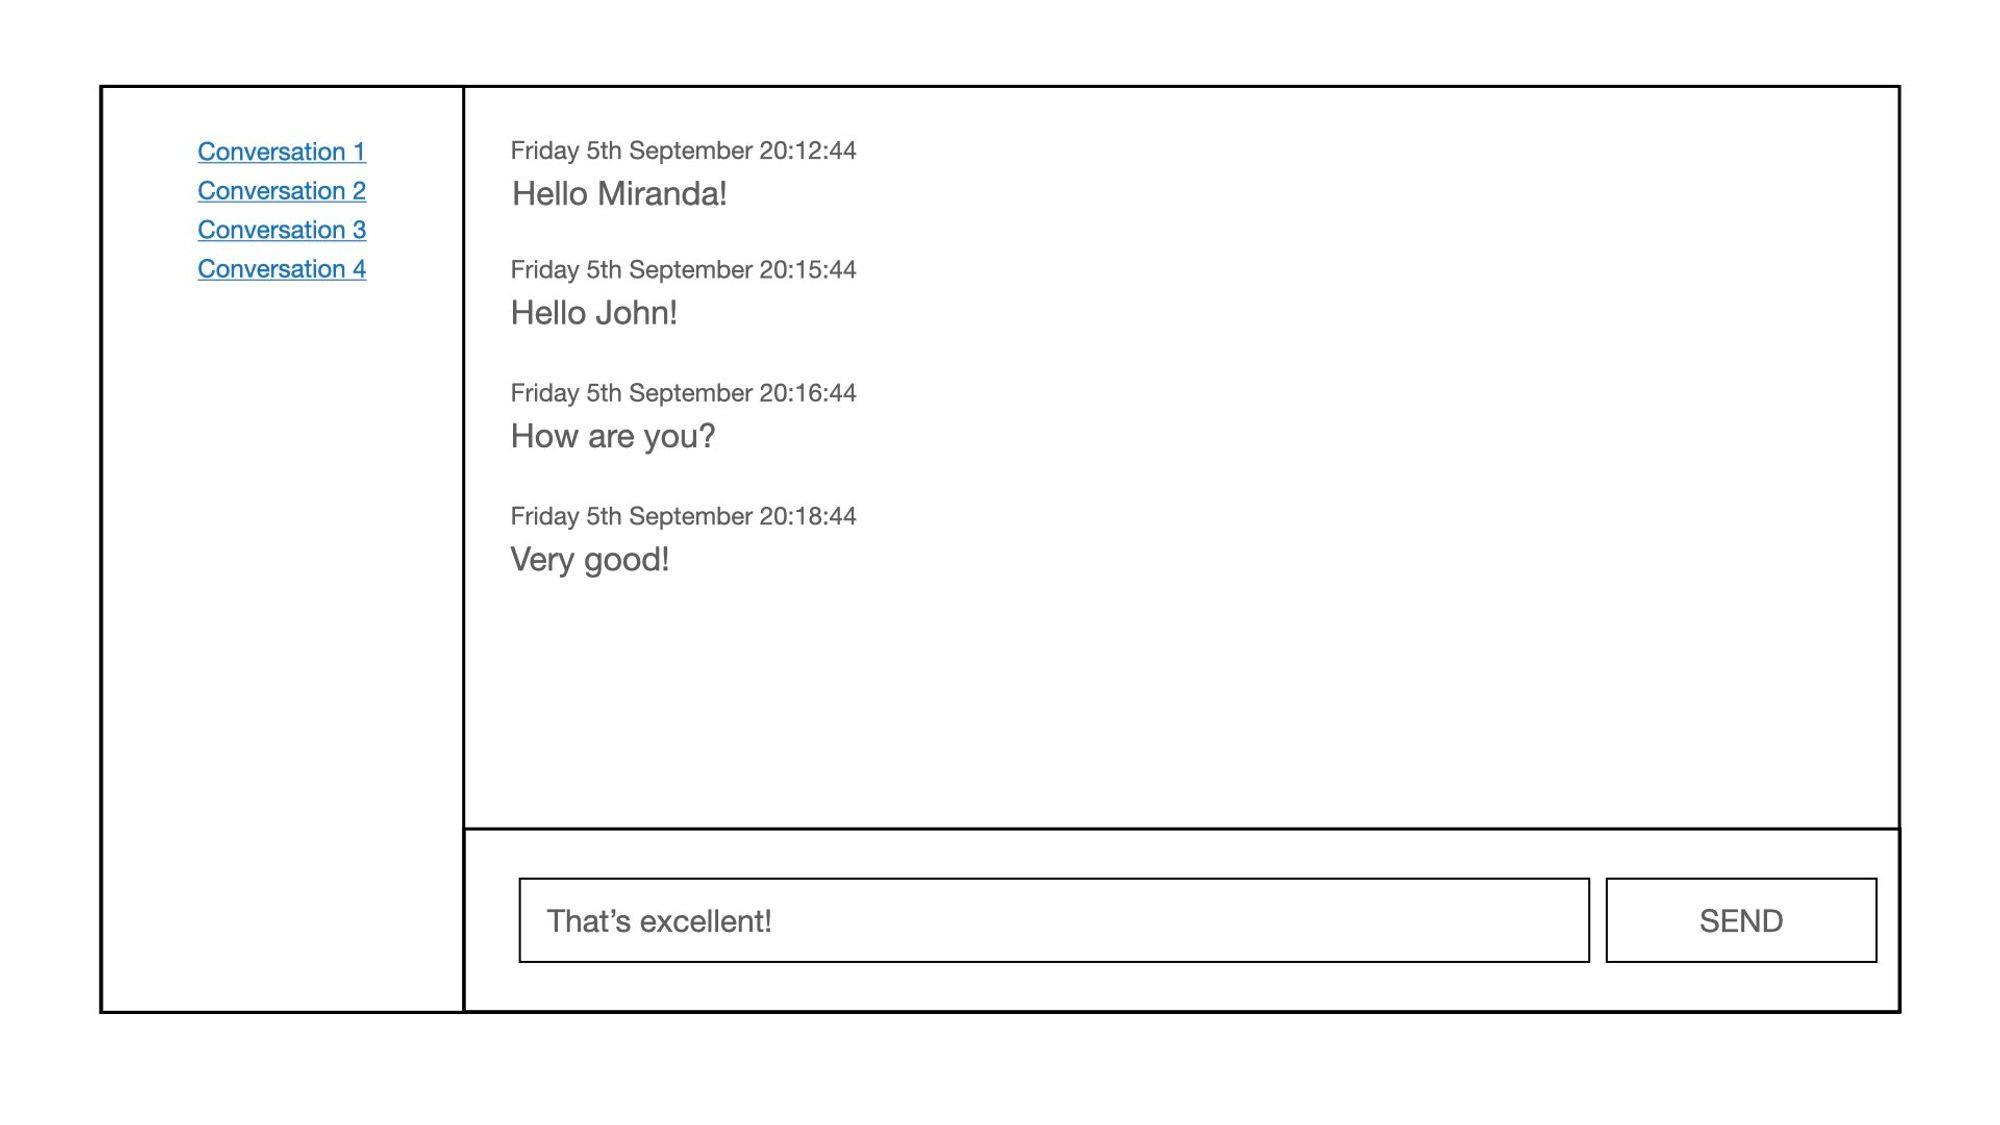 Conversation 1
Conversation 2
Conversation 3
Conversation 4
Friday 5th September 20:12:44
Hello Miranda!
Friday 5th September 20:15:44
Hello John!
Friday 5th September 20:16:44
How are you?
Friday 5th September 20:18:44
Very good!
That’s excellent!
SEND